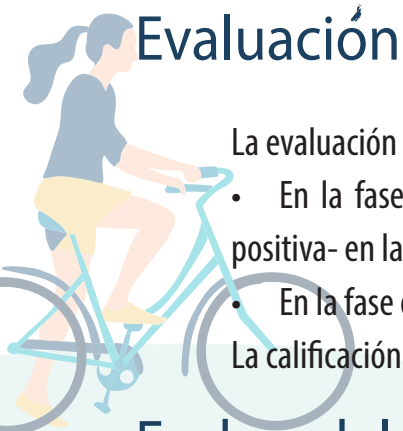 Evaluación
La evaluación
• En la fase
positiva- en la
• En la fase
La calificación